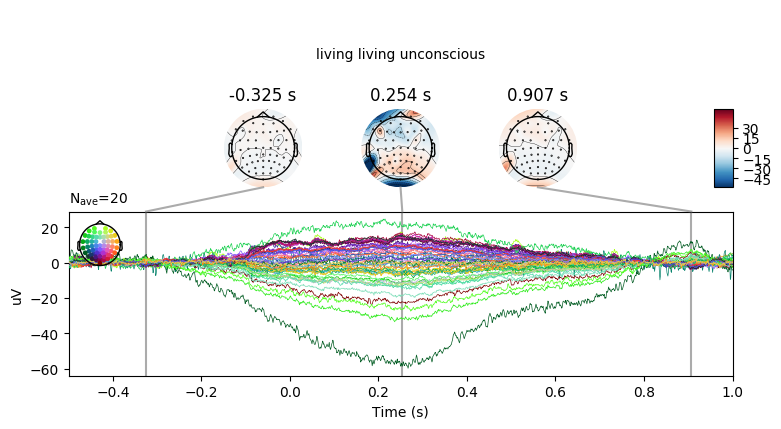 living living unconscious
-0.325 s 0.254 s 0.907 s
30
15
0
−15
−30
−45
Nave=20
20
0
−20
−40
−60
uV
−0.4 −0.2 0.0 0.2 0.4 0.6 0.8 1.0
Time (s)